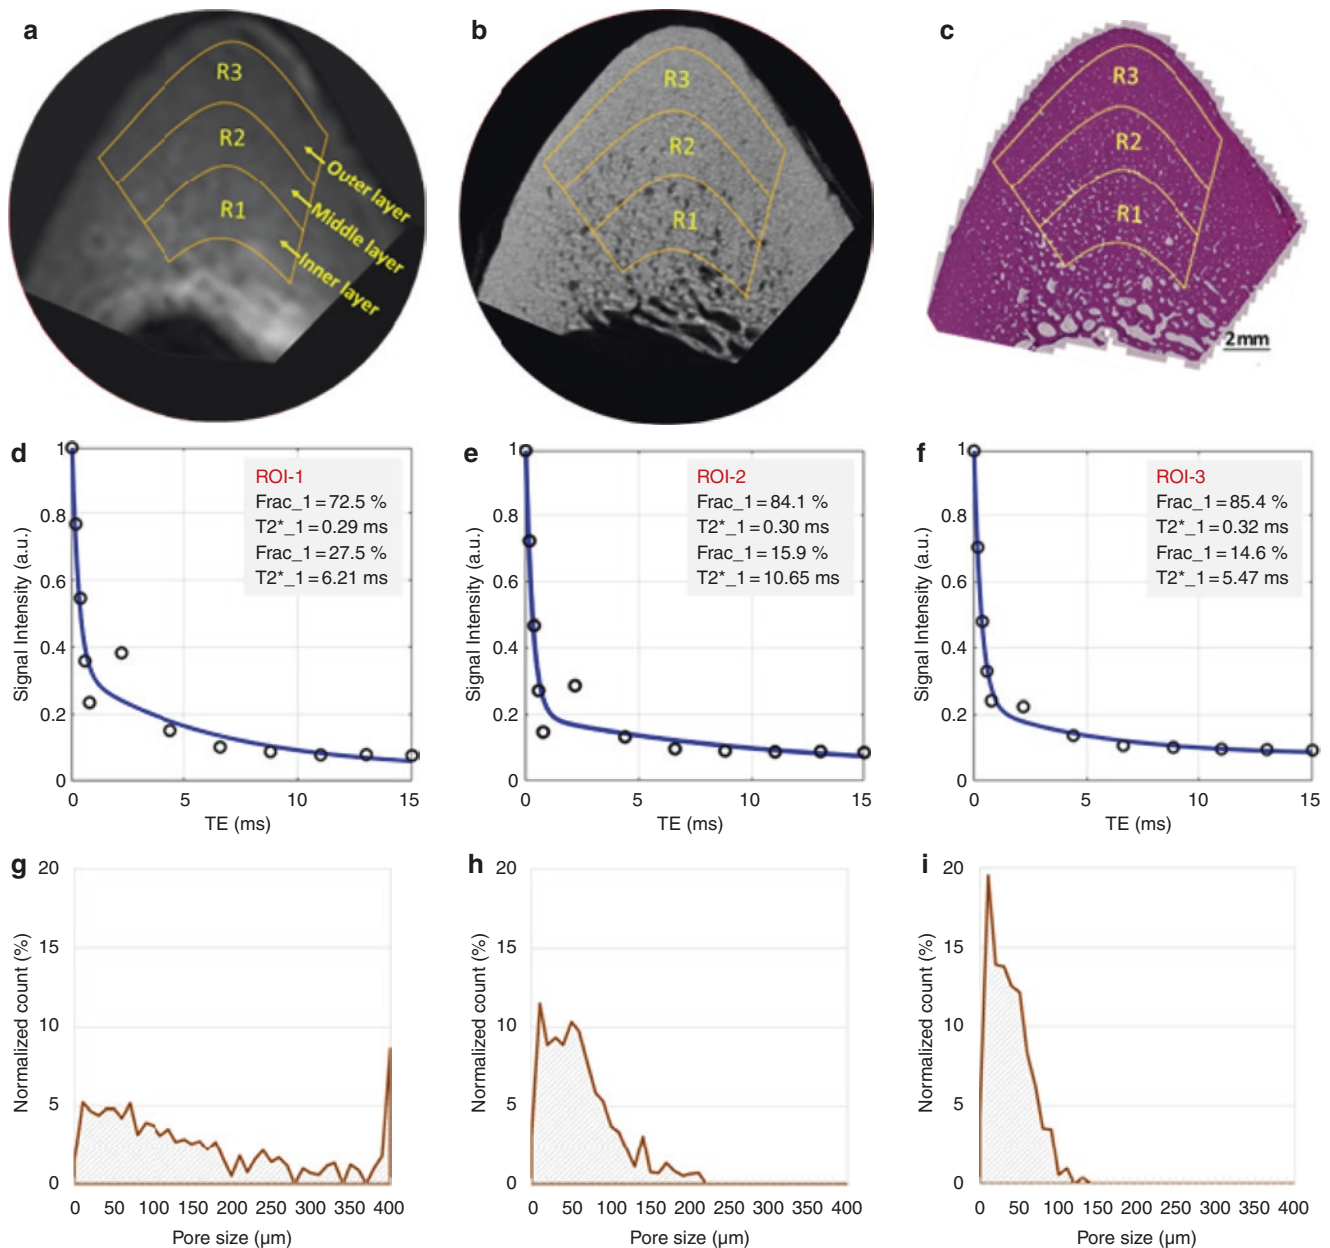 a
R3
R2
R1
Outer layer
Middle layer
Inner layer
b
R3
R2
R1
c
R3
R2
R1
2mm
d
Signal Intensity (a.u.)
1
0.8
0.6
0.4
0.2
0
0 5 10 15
TE (ms)
ROI-1
Frac_1 = 72.5 %
T2*_1 = 0.29 ms
Frac_1 = 27.5 %
T2*_1 = 6.21 ms
e
Signal Intensity (a.u.)
1
0.8
0.6
0.4
0.2
0
0 5 10 15
TE (ms)
ROI-2
Frac_1 = 84.1 %
T2*_1 = 0.30 ms
Frac_1 = 15.9 %
T2*_1 = 10.65 ms
f
Signal Intensity (a.u.)
1
0.8
0.6
0.4
0.2
0
0 5 10 15
TE (ms)
ROI-3
Frac_1 = 85.4 %
T2*_1 = 0.32 ms
Frac_1 = 14.6 %
T2*_1 = 5.47 ms
g
Normalized count (%)
20
15
10
5
0
0 50 100 150 200 250 300 350 400
Pore size (µm)
h
Normalized count (%)
20
15
10
5
0
0 50 100 150 200 250 300 350 400
Pore size (µm)
i
Normalized count (%)
20
15
10
5
0
0 50 100 150 200 250 300 350 400
Pore size (µm)